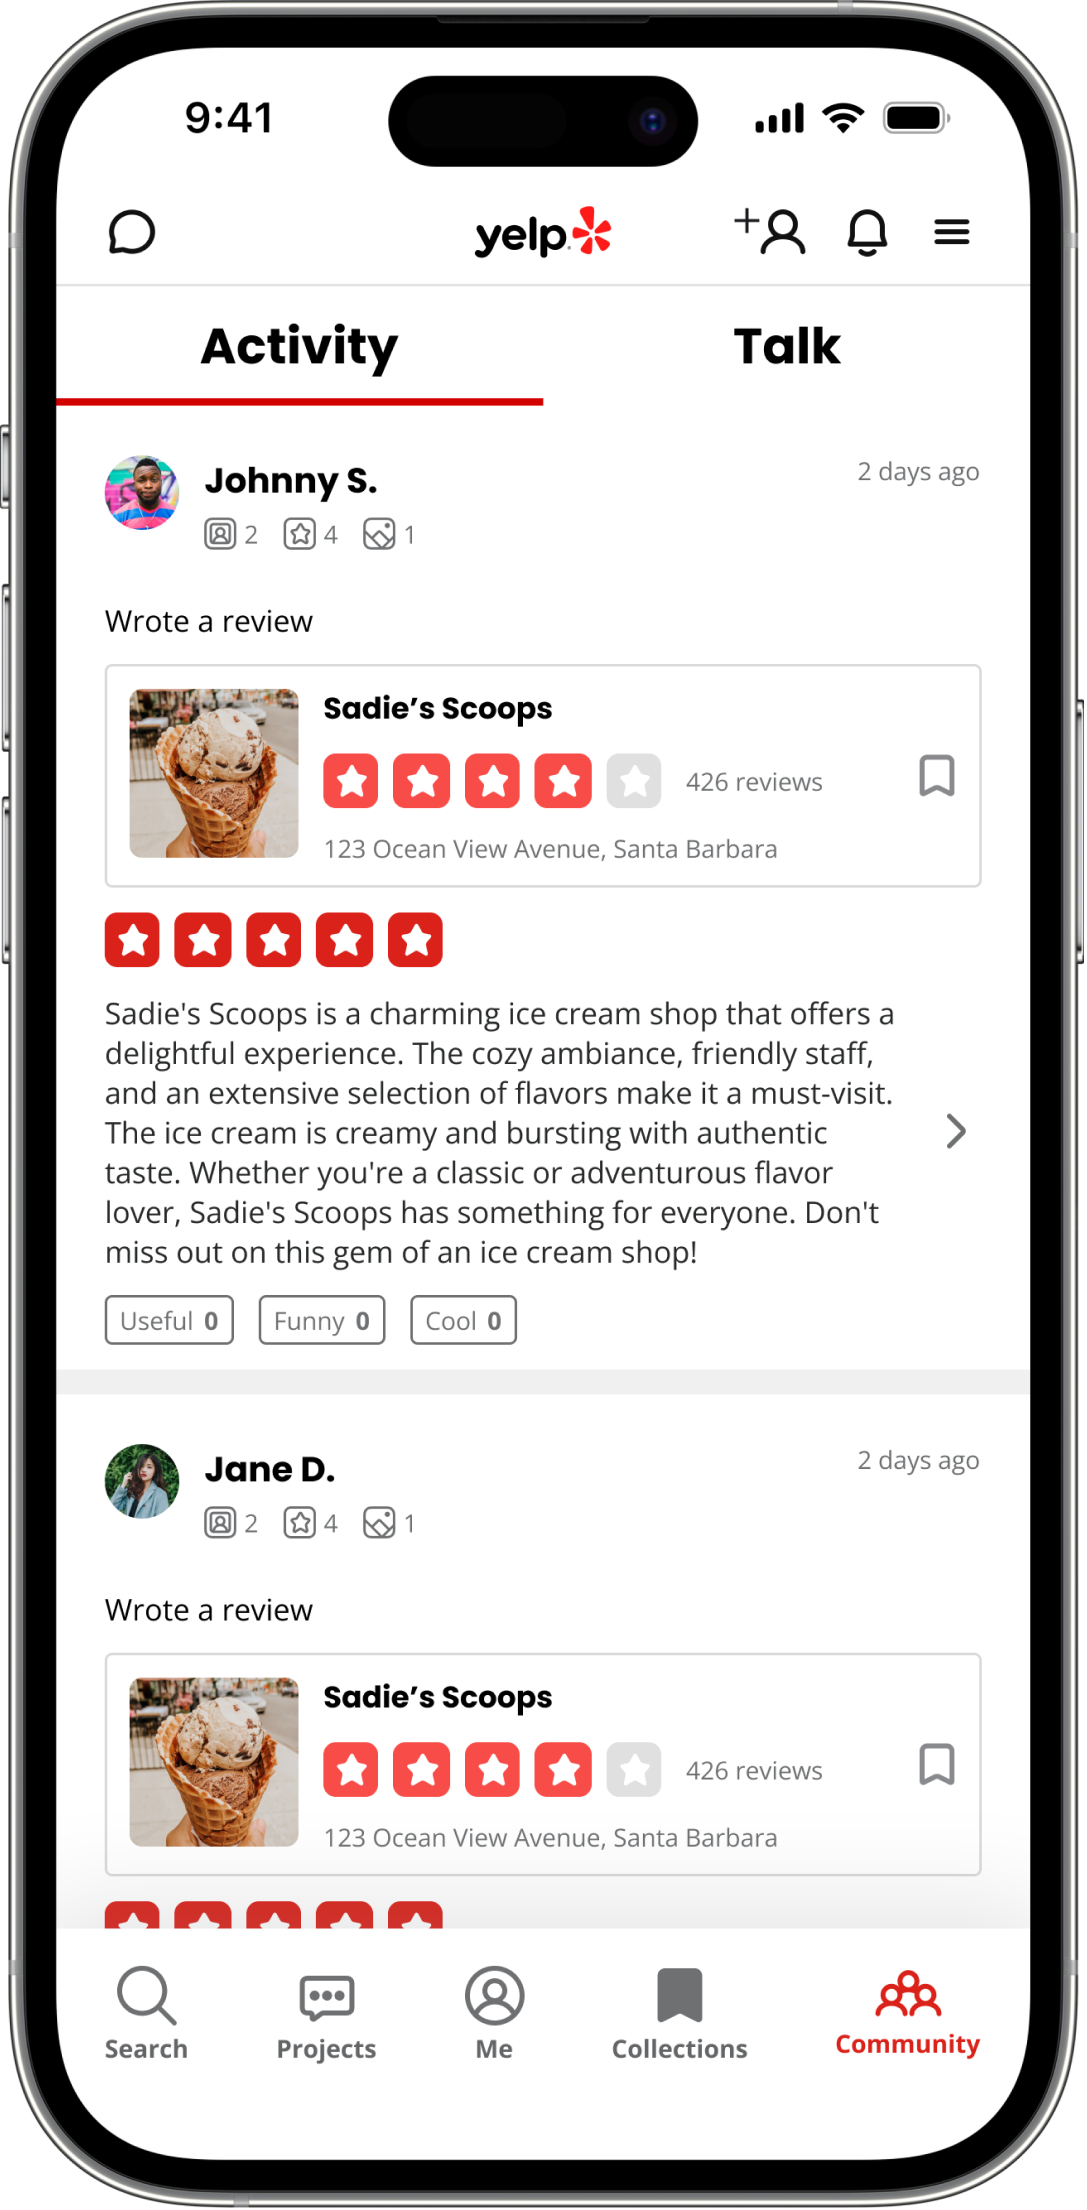 9:41
yelp
Activity
Talk
Johnny S.
2 days ago
2 4 1
Wrote a review
Sadie’s Scoops
426 reviews
123 Ocean View Avenue, Santa Barbara
Sadie's Scoops is a charming ice cream shop that offers a
delightful experience. The cozy ambiance, friendly staff,
and an extensive selection of flavors make it a must-visit.
The ice cream is creamy and bursting with authentic
taste. Whether you're a classic or adventurous flavor
lover, Sadie's Scoops has something for everyone. Don't
miss out on this gem of an ice cream shop!
Useful 0 Funny 0 Cool 0
Jane D.
2 days ago
2 4 1
Wrote a review
Sadie’s Scoops
426 reviews
123 Ocean View Avenue, Santa Barbara
Search Projects Me Collections Community